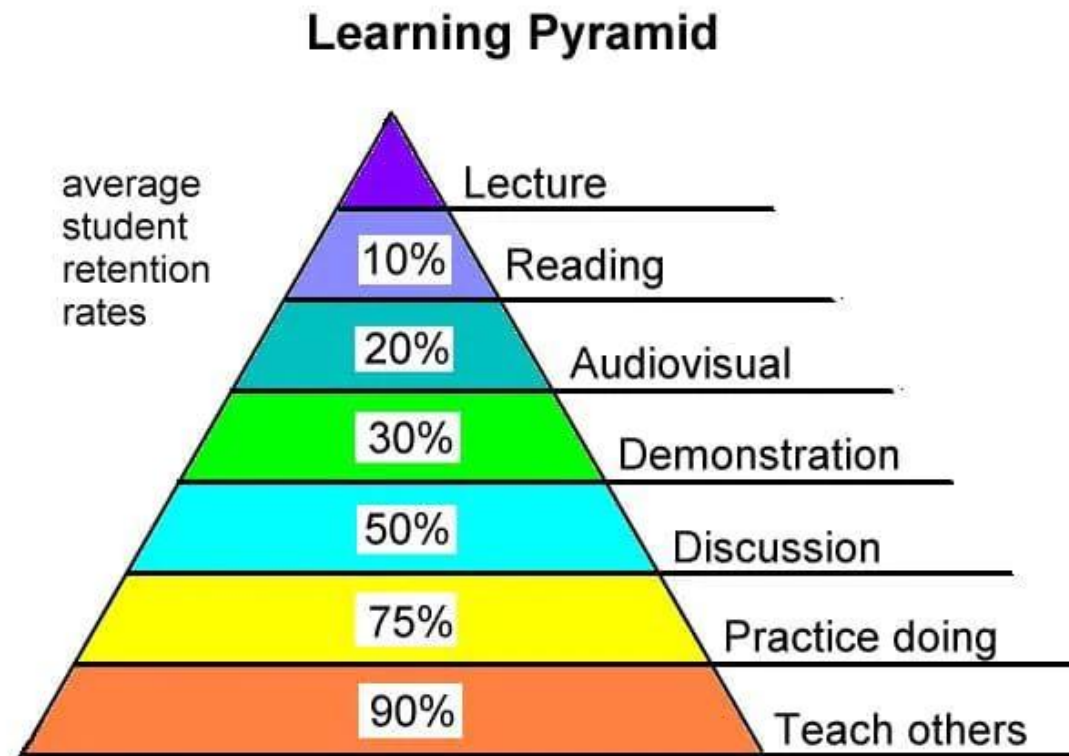 Learning Pyramid
average
student
retention
rates
Lecture
10% Reading
20% Audiovisual
30% Demonstration
50% Discussion
75% Practice doing
90% Teach others